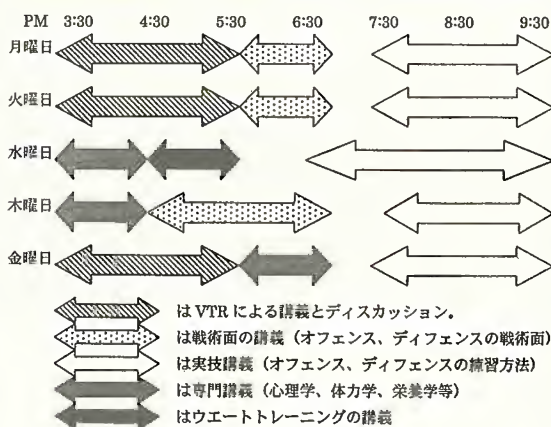 PM 3:30 4:30 5:30 6:30 7:30 8:30 9:30
月曜日
火曜日
水曜日
木曜日
金曜日
はVTRによる講義とディスカッション。
は戦術面の講義（オフェンス、ディフェンスの戦術面）
は実技講義（オフェンス、ディフェンスの練習方法）
は専門講義（心理学、体力学、栄養学等）
はウエートトレーニングの講義